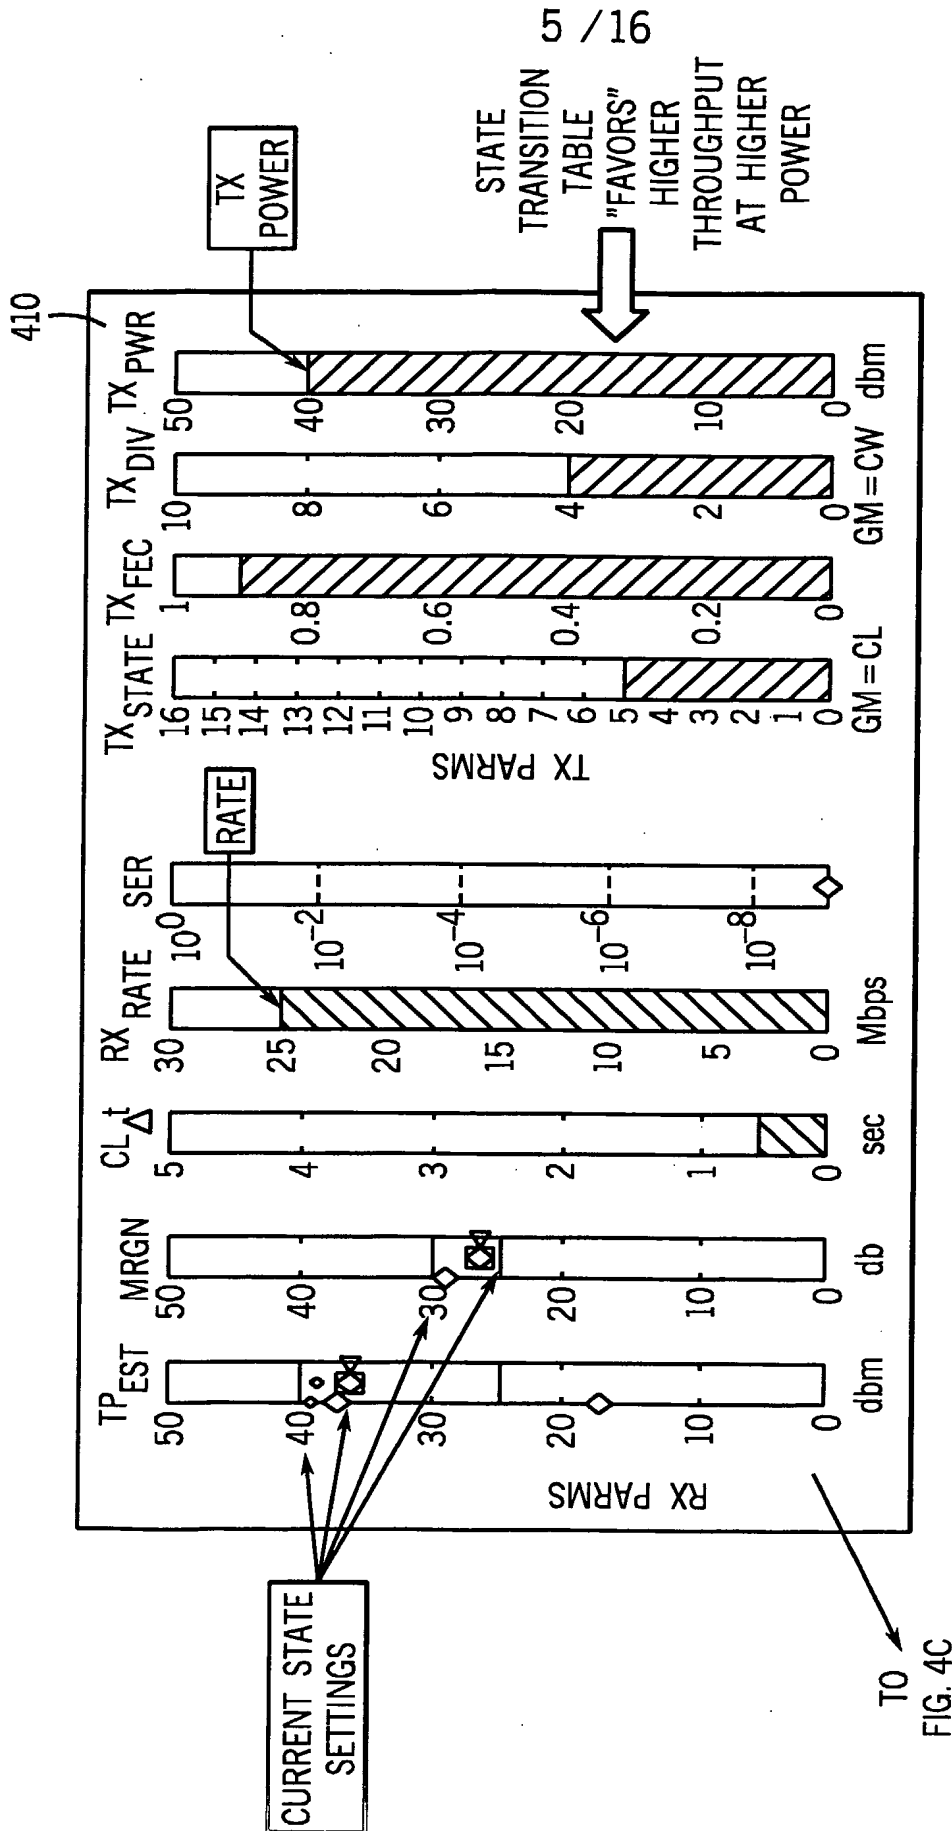 5 / 16
410
TX
POWER
STATE
TRANSITION
TABLE
"FAVORS"
HIGHER
THROUGHPUT
AT HIGHER
POWER
CURRENT STATE
SETTINGS
RATE
RX PARMS
TP EST
50
40
30
20
10
0
dbm
MRGN
50
40
30
20
10
0
db
CL Δt
5
4
3
2
1
0
sec
RX RATE
30
25
20
15
10
5
0
Mbps
SER
10⁰
10⁻²
10⁻⁴
10⁻⁶
10⁻⁸
TX PARMS
TX STATE
16
15
14
13
12
11
10
9
8
7
6
5
4
3
2
1
0
GM = CL
TX FEC
1
0.8
0.6
0.4
0.2
0
TX DIV
10
8
6
4
2
0
GM = CW
TX PWR
50
40
30
20
10
0
dbm
TO
FIG. 4C